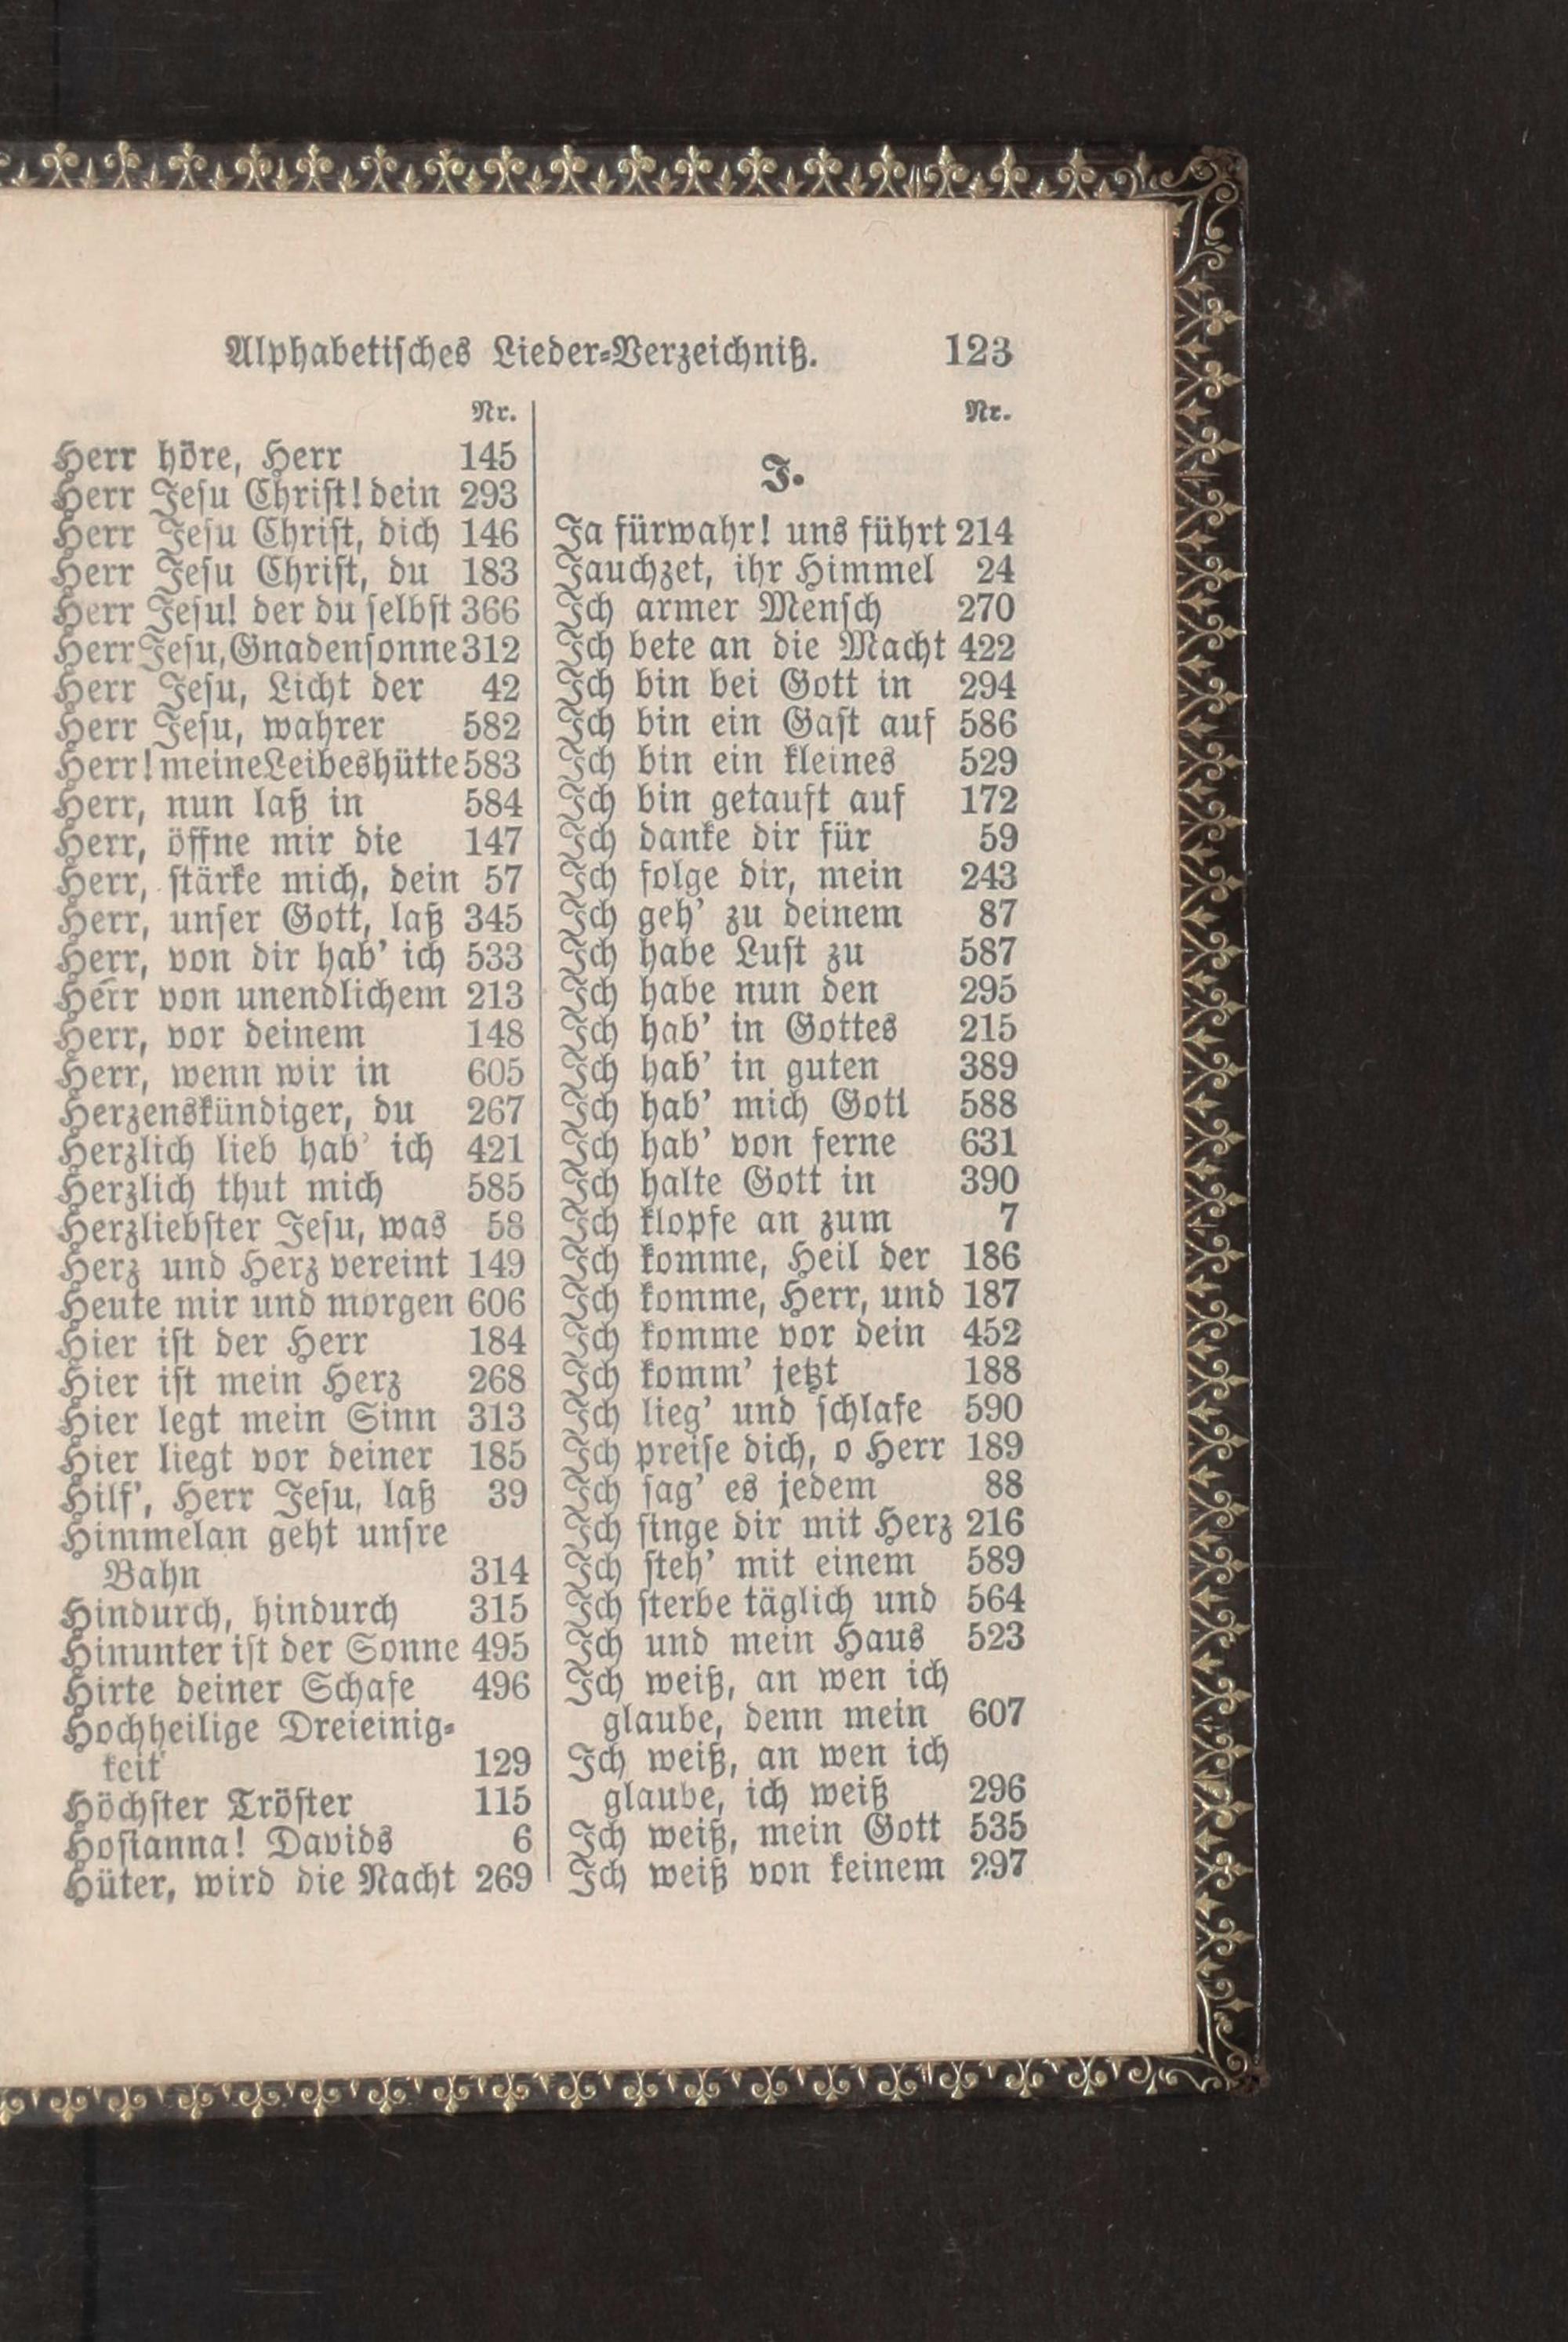 Alphabetisches Lieder-Verzeichniß. 123
Nr.
Herr höre, Herr 145
Herr Jesu Christ! dein 293
Herr Jesu Christ, dich 146
Herr Jesu Christ, du 183
Herr Jesu! der du selbst 366
Herr Jesu, Gnadensonne 312
Herr Jesu, Licht der 42
Herr Jesu, wahrer 582
Herr! meine Leibeshütte 583
Herr, nun laß in 584
Herr, öffne mir die 147
Herr, stärke mich, dein 57
Herr, unser Gott, laß 345
Herr, von dir hab' ich 533
Herr von unendlichem 213
Herr, vor deinem 148
Herr, wenn wir in 605
Herzenskündiger, du 267
Herzlich lieb hab' ich 421
Herzlich thut mich 585
Herzliebster Jesu, was 58
Herz und Herz vereint 149
Heute mir und morgen 606
Hier ist der Herr 184
Hier ist mein Herz 268
Hier legt mein Sinn 313
Hier liegt vor deiner 185
Hilf', Herr Jesu, laß 39
Himmelan geht unsre
Bahn 314
Hindurch, hindurch 315
Hinunter ist der Sonne 495
Hirte deiner Schafe 496
Hochheilige Dreieinig-
keit 129
Höchster Tröster 115
Hosianna! Davids 6
Hüter, wird die Nacht 269
Nr.
J.
Ja fürwahr! uns führt 214
Jauchzet, ihr Himmel 24
Ich armer Mensch 270
Ich bete an die Macht 422
Ich bin bei Gott in 294
Ich bin ein Gast auf 586
Ich bin ein kleines 529
Ich bin getauft auf 172
Ich danke dir für 59
Ich folge dir, mein 243
Ich geh' zu deinem 87
Ich habe Lust zu 587
Ich habe nun den 295
Ich hab' in Gottes 215
Ich hab' in guten 389
Ich hab' mich Gott 588
Ich hab' von ferne 631
Ich halte Gott in 390
Ich klopfe an zum 7
Ich komme, Heil der 186
Ich komme, Herr, und 187
Ich komme vor dein 452
Ich komm' jetzt 188
Ich lieg' und schlafe 590
Ich preise dich, o Herr 189
Ich sag' es jedem 88
Ich singe dir mit Herz 216
Ich steh' mit einem 589
Ich sterbe täglich und 564
Ich und mein Haus 523
Ich weiß, an wen ich
glaube, denn mein 607
Ich weiß, an wen ich
glaube, ich weiß 296
Ich weiß, mein Gott 535
Ich weiß von keinem 297